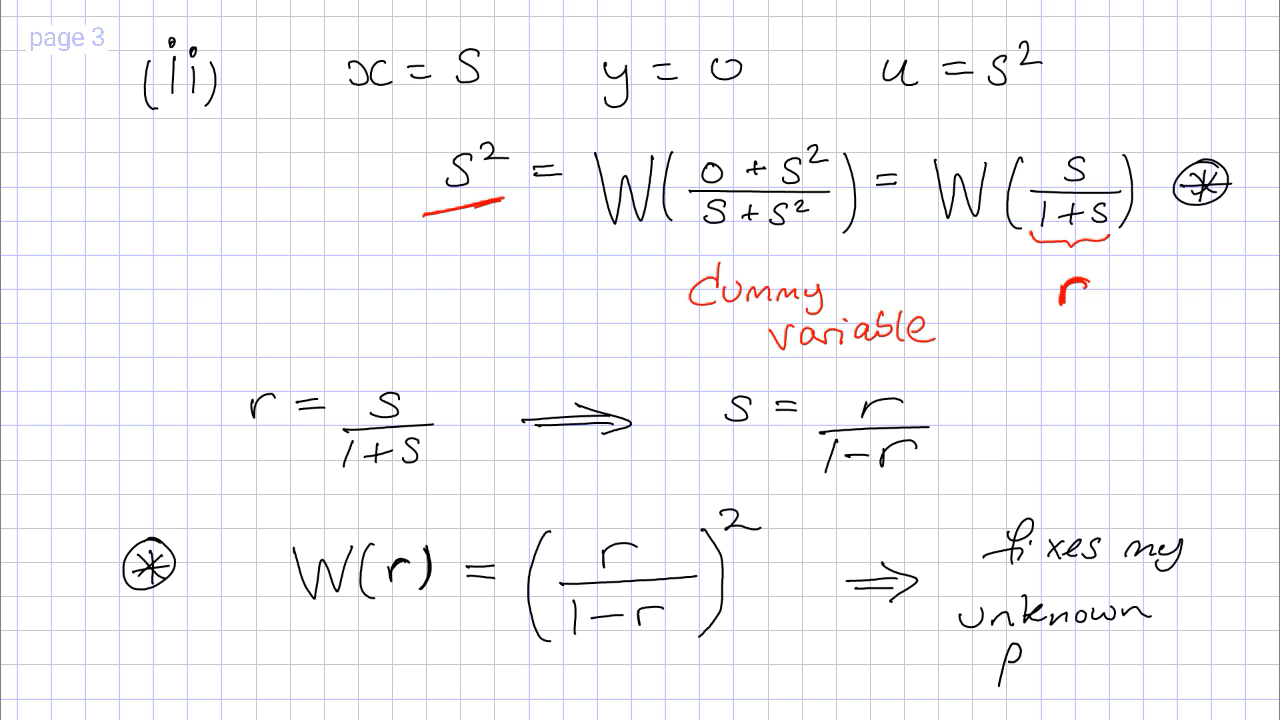 page 3
(ii) x = s y = 0 u = s²
s² = W((0 + s²)/(s + s²)) = W(s/(1+s)) ⊛
dummy r
variable
r = s/(1+s) ⟹ s = r/(1-r)
⊛ W(r) = (r/(1-r))² ⟹ fixes my
unknown